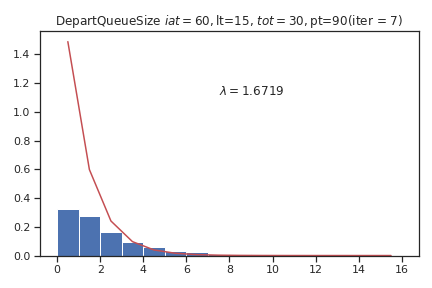 DepartQueueSize iat = 60, lt=15, tot = 30, pt=90(iter = 7)
λ = 1.6719
1.4
1.2
1.0
0.8
0.6
0.4
0.2
0.0
0 2 4 6 8 10 12 14 16